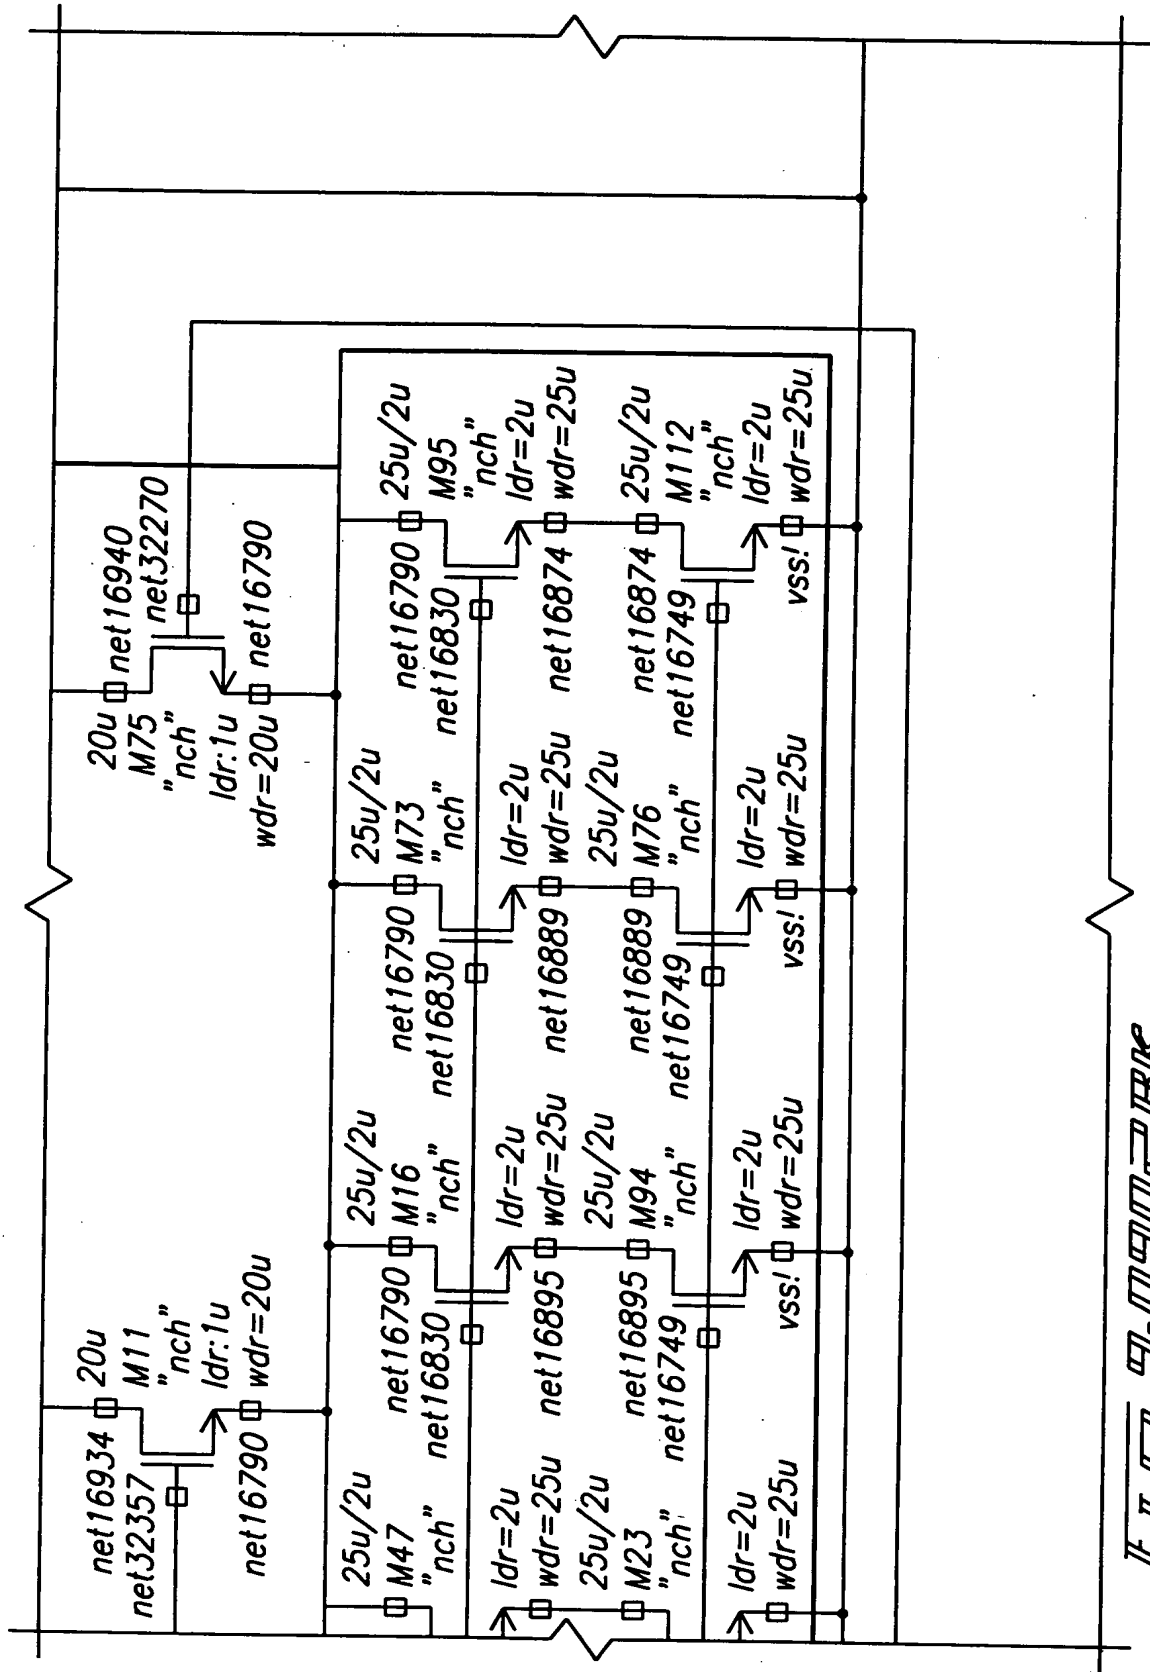 net16934
net32357
20u
M11
"nch"
ldr:1u
wdr=20u
net16790
20u
M75
"nch"
ldr:1u
wdr=20u
net16940
net32270
net16790
25u/2u
M47
"nch"
ldr=2u
wdr=25u
25u/2u
M23
"nch"
ldr=2u
wdr=25u
25u/2u
M16
"nch"
net16790
net16830
ldr=2u
wdr=25u
net16895
25u/2u
M94
"nch"
net16895
net16749
ldr=2u
wdr=25u
vss!
25u/2u
M73
"nch"
net16790
net16830
ldr=2u
wdr=25u
net16889
25u/2u
M76
"nch"
net16889
net16749
ldr=2u
wdr=25u
vss!
25u/2u
M95
"nch"
net16790
net16830
ldr=2u
wdr=25u
net16874
25u/2u
M112
"nch"
net16874
net16749
ldr=2u
wdr=25u
vss!